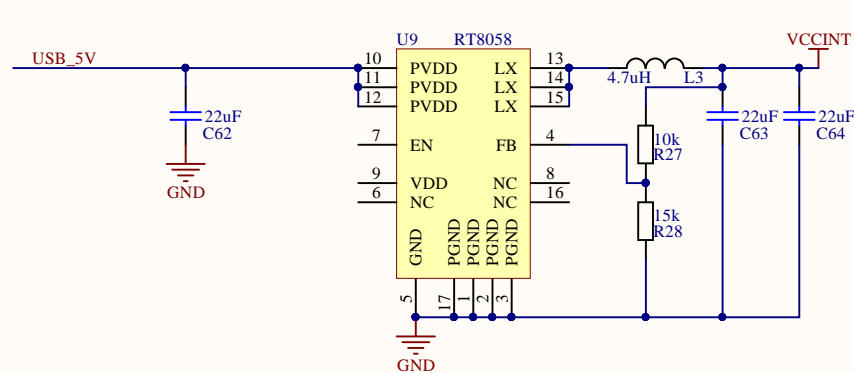 U9 RT8058
VCCINT
USB_5V
10 PVDD LX 13
11 PVDD LX 14
12 PVDD LX 15
4.7uH L3
22uF
C62
22uF
C63
22uF
C64
7 EN FB 4
10k
R27
9 VDD NC 8
6 NC NC 16
GND
15k
R28
GND PGND PGND PGND PGND
5 17 1 2 3
GND